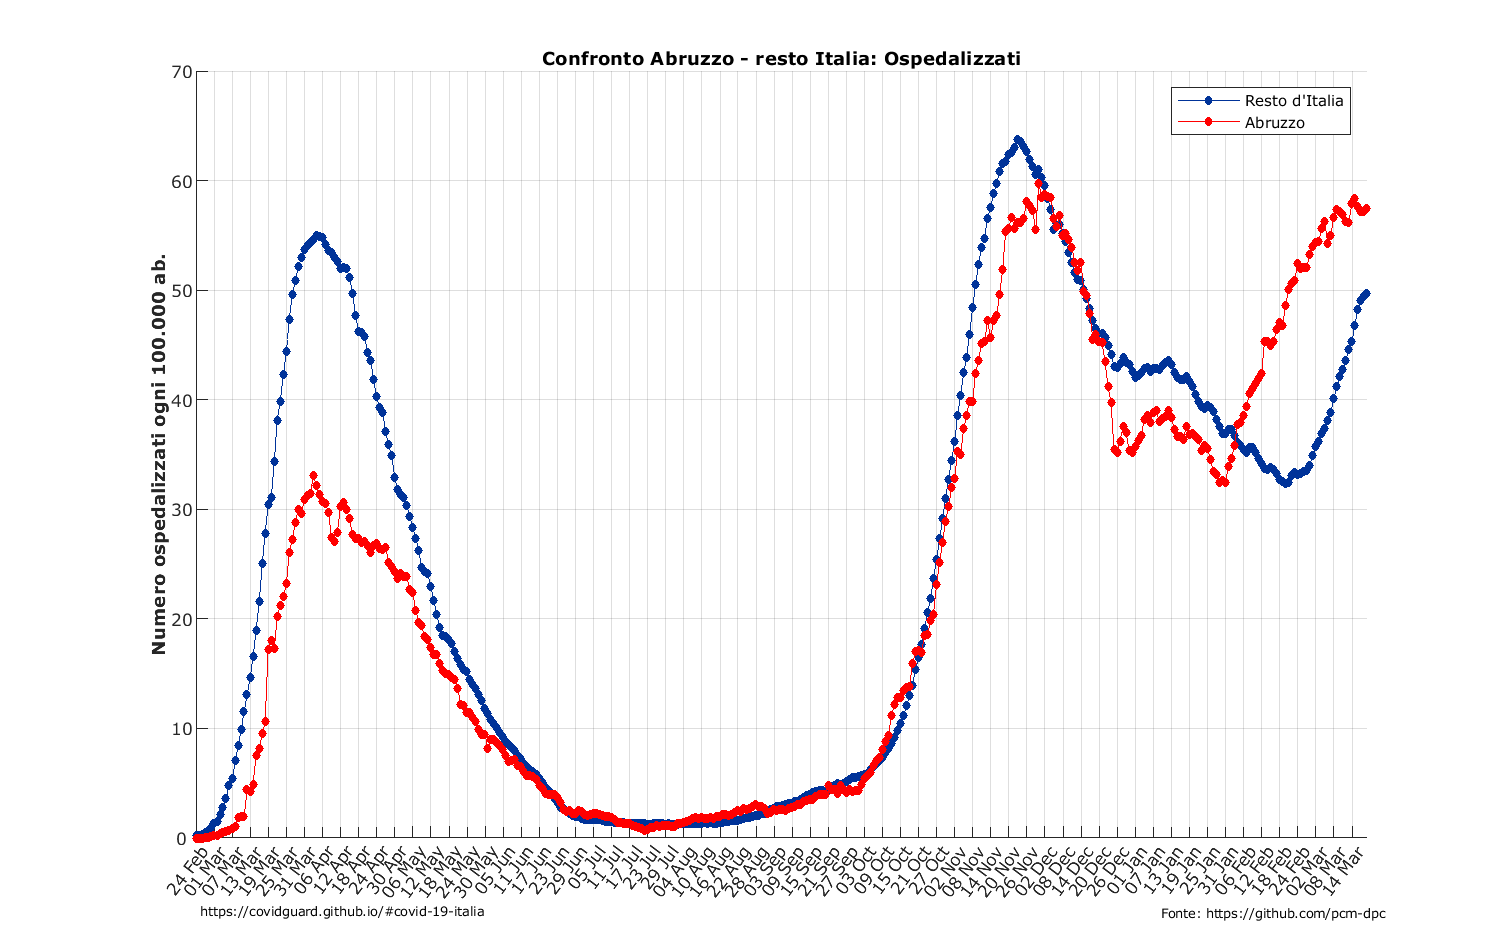 Confronto Abruzzo - resto Italia: Ospedalizzati
Resto d'Italia
Abruzzo
Numero ospedalizzati ogni 100.000 ab.
70
60
50
40
30
20
10
0
24 Feb
01 Mar
07 Mar
13 Mar
19 Mar
25 Mar
31 Mar
06 Apr
12 Apr
18 Apr
24 Apr
30 Apr
06 May
12 May
18 May
24 May
30 May
05 Jun
11 Jun
17 Jun
23 Jun
29 Jun
05 Jul
11 Jul
17 Jul
23 Jul
29 Jul
04 Aug
10 Aug
16 Aug
22 Aug
28 Aug
03 Sep
09 Sep
15 Sep
21 Sep
27 Sep
03 Oct
09 Oct
15 Oct
21 Oct
27 Oct
02 Nov
08 Nov
14 Nov
20 Nov
26 Nov
02 Dec
08 Dec
14 Dec
20 Dec
26 Dec
01 Jan
07 Jan
13 Jan
19 Jan
25 Jan
31 Jan
06 Feb
12 Feb
18 Feb
24 Feb
02 Mar
08 Mar
14 Mar
https://covidguard.github.io/#covid-19-italia
Fonte: https://github.com/pcm-dpc